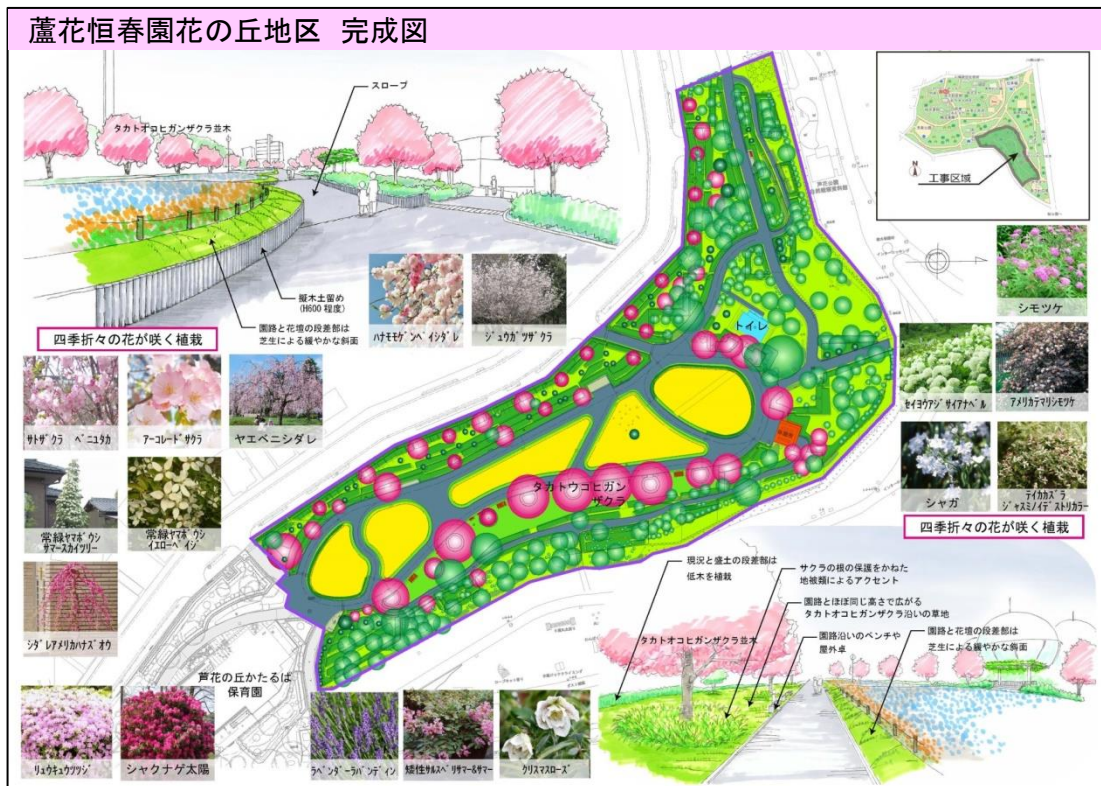 蘆花恒春園花の丘地区 完成図
スロープ
タカトオコヒガンザクラ並木
擬木土留め
(H600 程度)
園路と花壇の段差部は
芝生による緩やかな斜面
四季折々の花が咲く植栽
ハナモモゲンペイシダレ
ジュウガツザクラ
サトザクラ ベニユタカ
アーコレードザクラ
ヤエベニシダレ
常緑ヤマボウシ
サマースカイツリー
常緑ヤマボウシ
イエローベイジ
シダレアメリカハナズオウ
芦花の丘かたるぱ
保育園
リュウキュウツツジ
シャクナゲ太陽
ラベンダーラバンディン
矮性サルスベリサマー&サマー
クリスマスローズ
トイレ
タカトウコヒガン
ザクラ
N
工事区域
シモツケ
セイヨウアジサイアナベル
アメリカテマリシモツケ
シャガ
テイカカズラ
ジャスミノイデストリカラー
四季折々の花が咲く植栽
現況と盛土の段差部は
低木を植栽
サクラの根の保護をかねた
地被類によるアクセント
園路とほぼ同じ高さで広がる
タカトオコヒガンザクラ沿いの草地
タカトオコヒガンザクラ並木
園路沿いのベンチや
屋外卓
園路と花壇の段差部は
芝生による緩やかな斜面